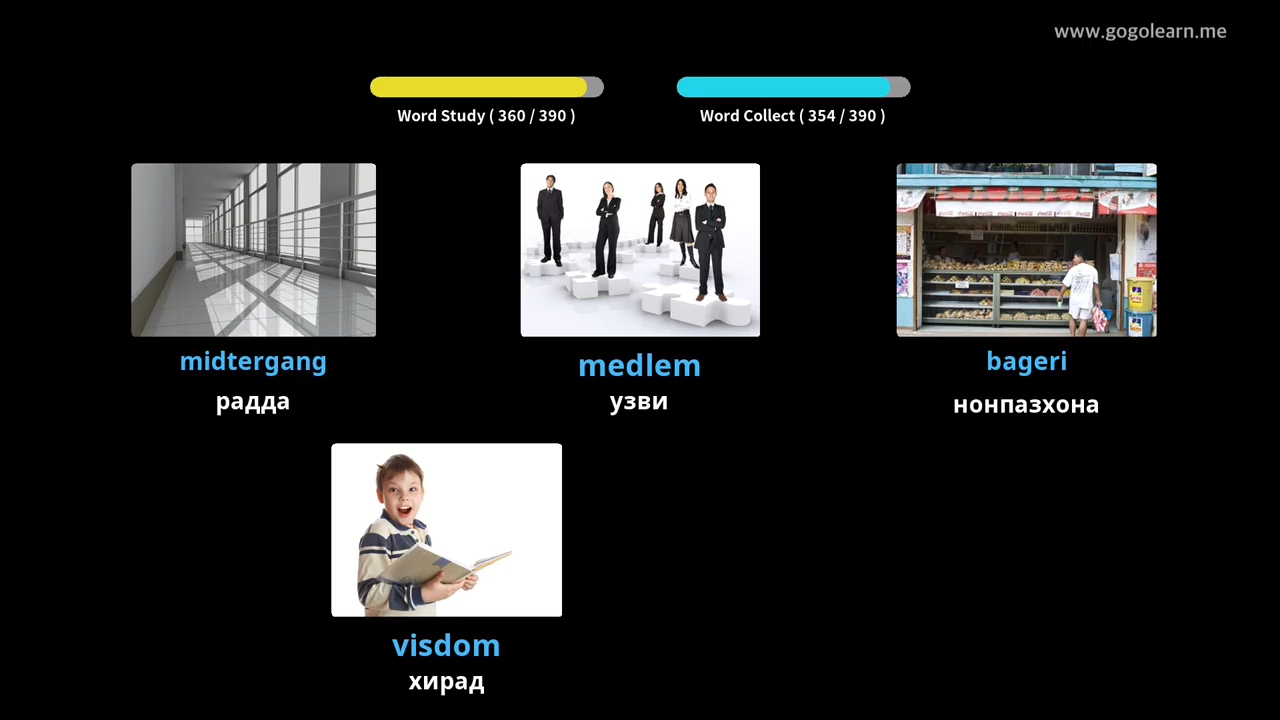 www.gogolearn.me
Word Study ( 360 / 390 )
Word Collect ( 354 / 390 )
midtergang
medlem
bageri
радда
узви
нонпазхона
visdom
хирад